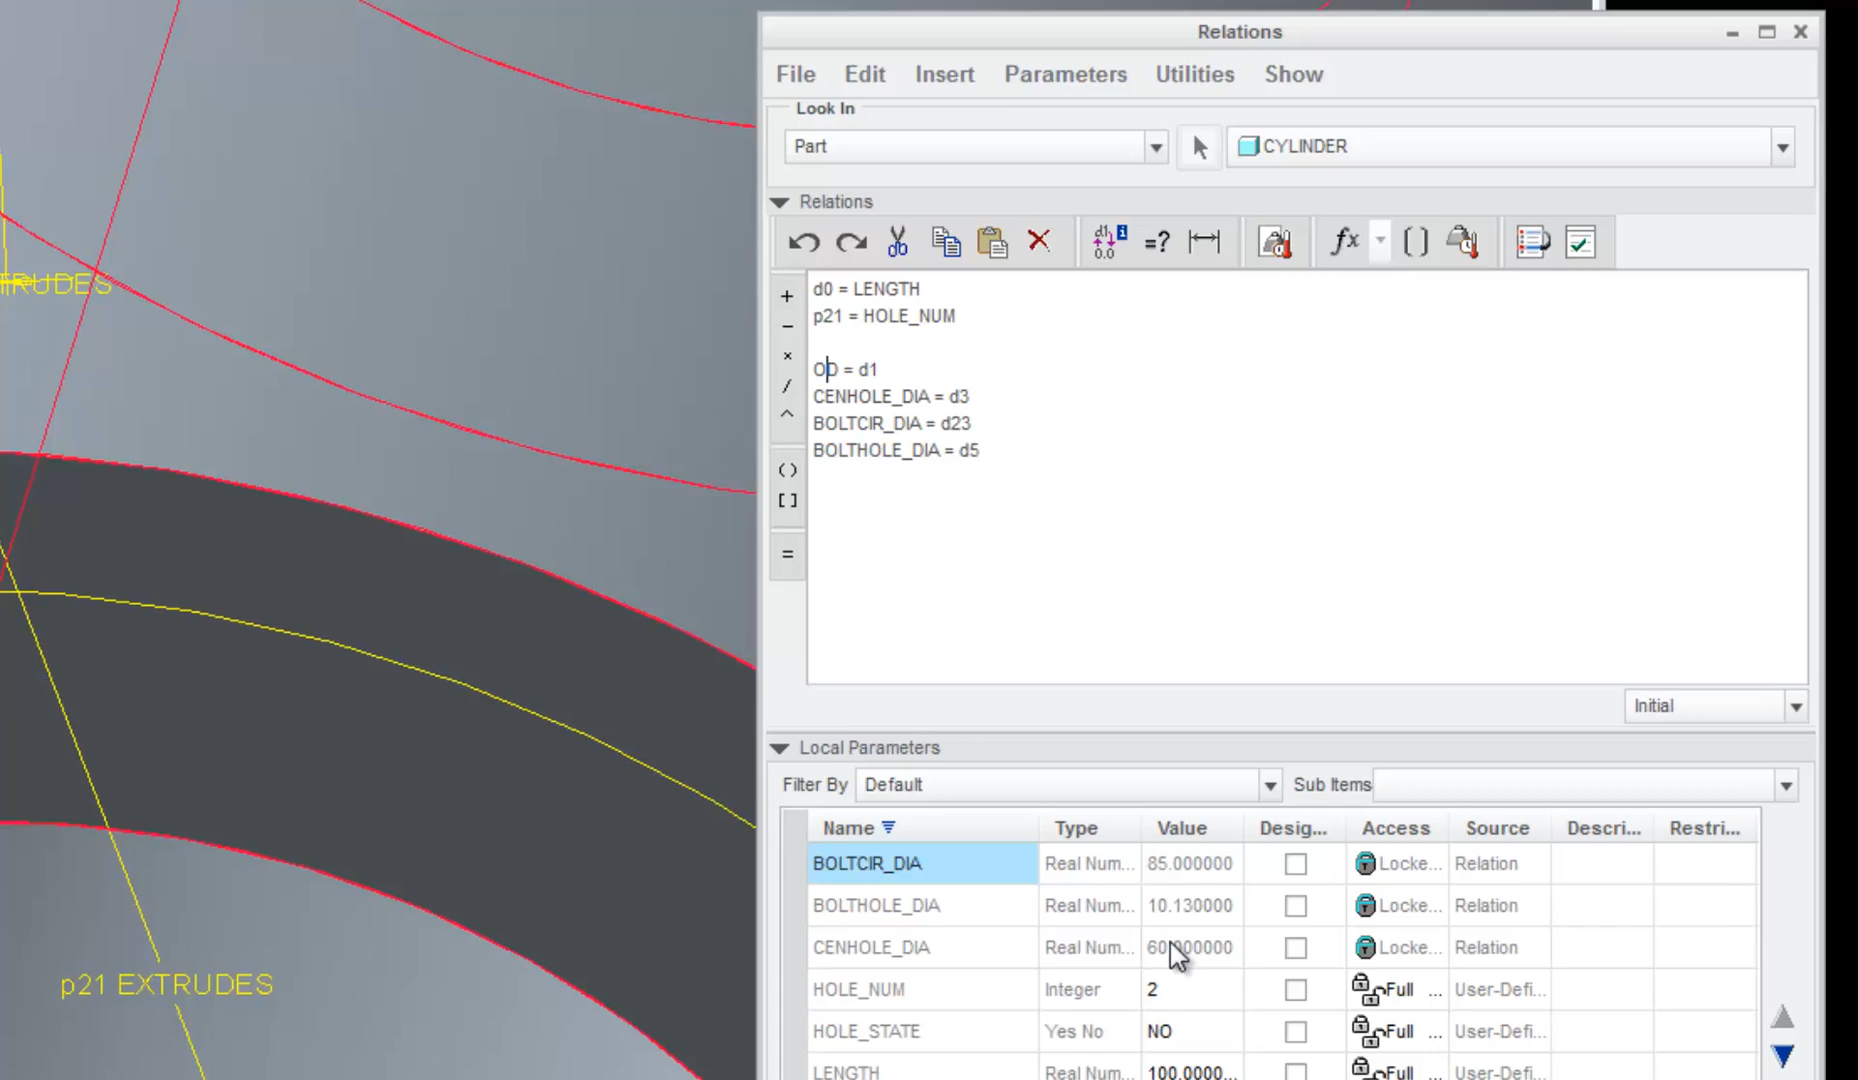 Relations
File Edit Insert Parameters Utilities Show
Look In
Part
CYLINDER
Relations
d0 = LENGTH
p21 = HOLE_NUM
OD = d1
CENHOLE_DIA = d3
BOLTCIR_DIA = d23
BOLTHOLE_DIA = d5
+
−
×
/
^
()
[]
=
Initial
Local Parameters
Filter By Default Sub Items
Name Type Value Desig... Access Source Descri... Restri...
BOLTCIR_DIA Real Num... 85.000000 Locke... Relation
BOLTHOLE_DIA Real Num... 10.130000 Locke... Relation
CENHOLE_DIA Real Num... 60.000000 Locke... Relation
HOLE_NUM Integer 2 Full ... User-Defi...
HOLE_STATE Yes No NO Full ... User-Defi...
LENGTH Real Num... 100.0000... Full ... User-Defi...
TRUDES
p21 EXTRUDES